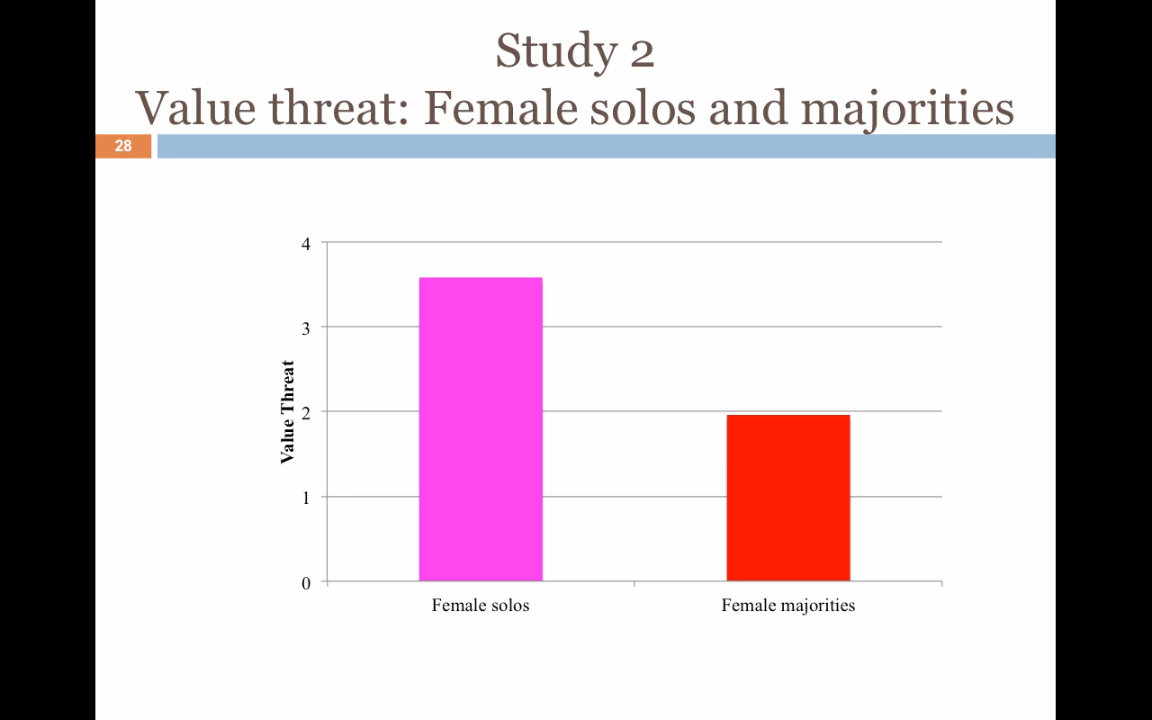 Study 2
Value threat: Female solos and majorities
28
4
3
2
1
0
Value Threat
Female solos
Female majorities